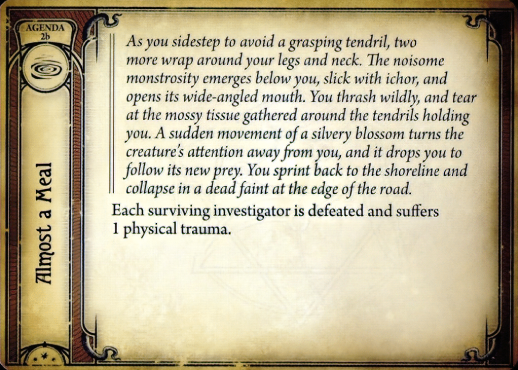 AGENDA
2b
Almost a Meal
As you sidestep to avoid a grasping tendril, two
more wrap around your legs and neck. The noisome
monstrosity emerges below you, slick with ichor, and
opens its wide-angled mouth. You thrash wildly, and tear
at the mossy tissue gathered around the tendrils holding
you. A sudden movement of a silvery blossom turns the
creature's attention away from you, and it drops you to
follow its new prey. You sprint back to the shoreline and
collapse in a dead faint at the edge of the road.
Each surviving investigator is defeated and suffers
1 physical trauma.